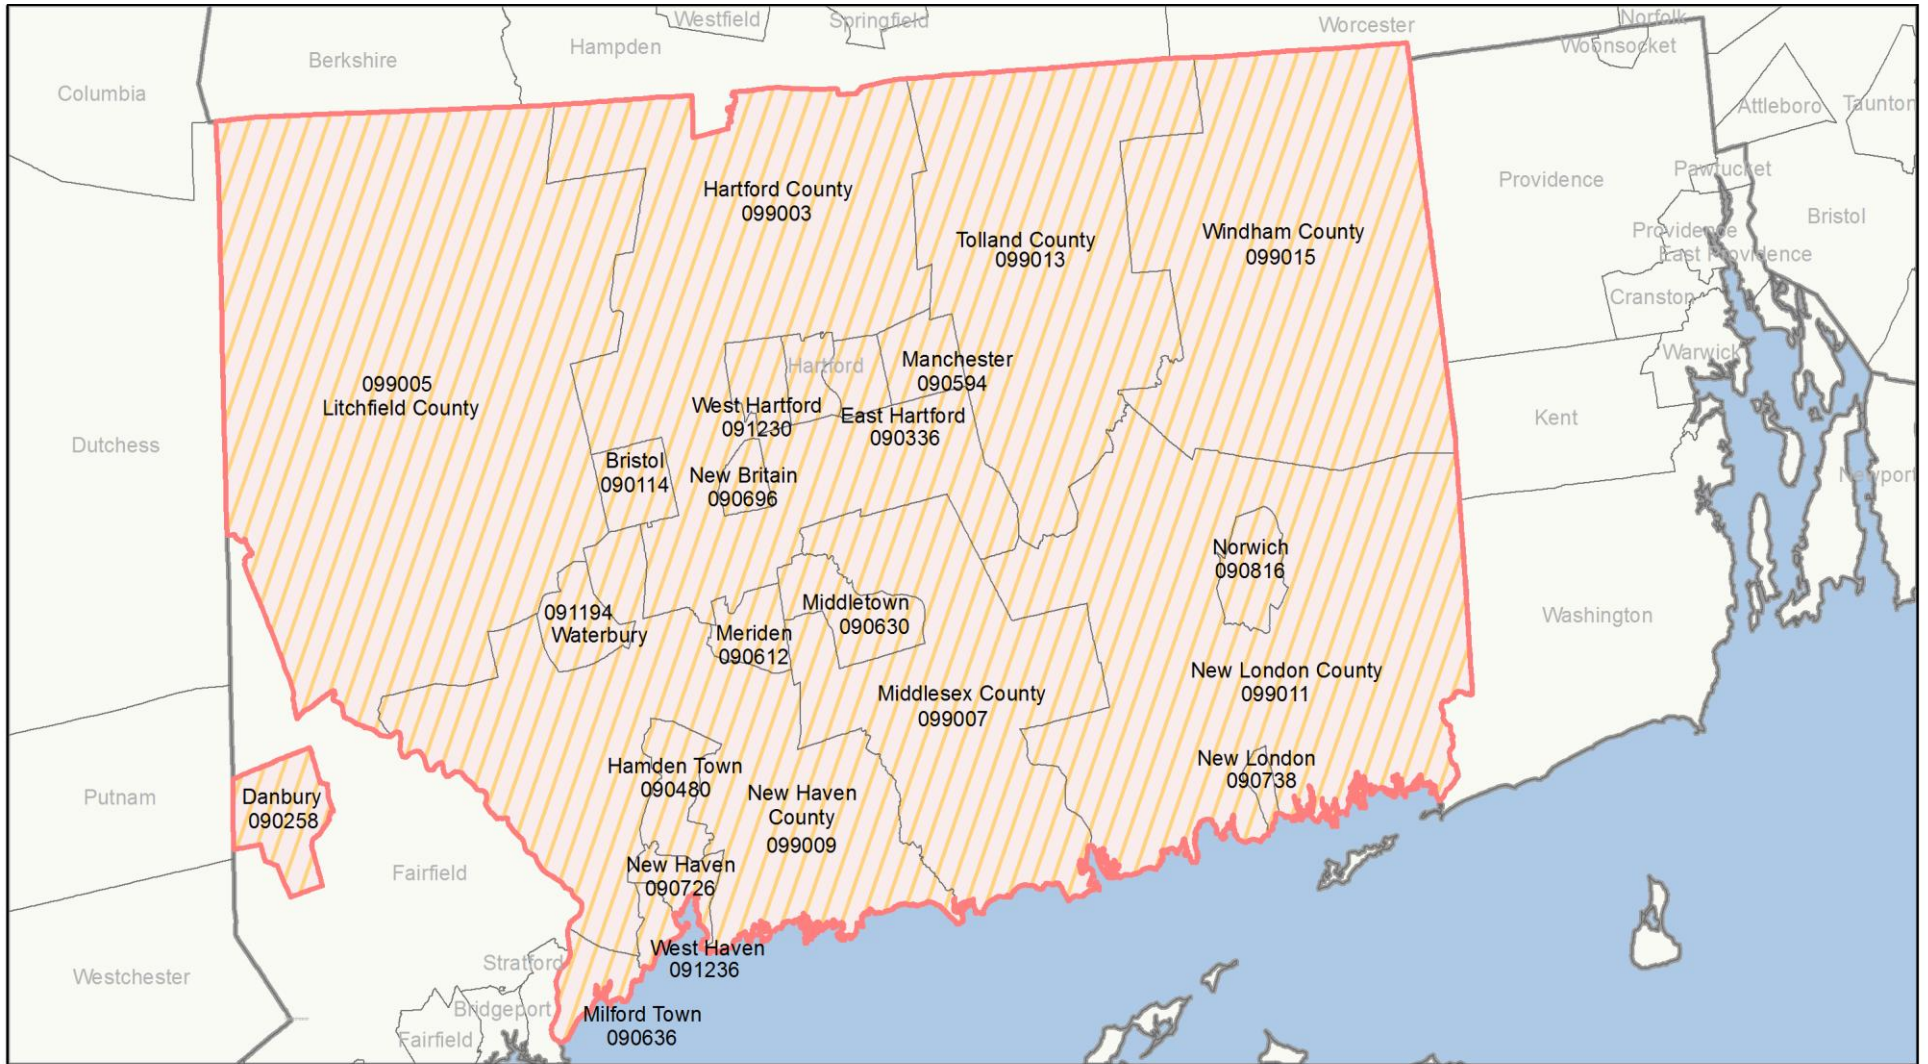 Westfield
Springfield
Norfolk
Worcester
Hampden
Woonsocket
Berkshire
Columbia
Attleboro
Taunton
Pawtucket
Providence
Hartford County
099003
Bristol
Windham County
099015
Tolland County
099013
Providence
East Providence
Cranston
Warwick
Hartford
Manchester
090594
099005
Litchfield County
West Hartford
091230
East Hartford
090336
Kent
Dutchess
Bristol
090114
New Britain
090696
Newport
Norwich
090816
Middletown
090630
091194
Waterbury
Meriden
090612
Washington
New London County
099011
Middlesex County
099007
New London
090738
Hamden Town
090480
New Haven
County
099009
Putnam
Danbury
090258
Fairfield
New Haven
090726
West Haven
091236
Stratford
Westchester
Bridgeport
Milford Town
090636
Fairfield